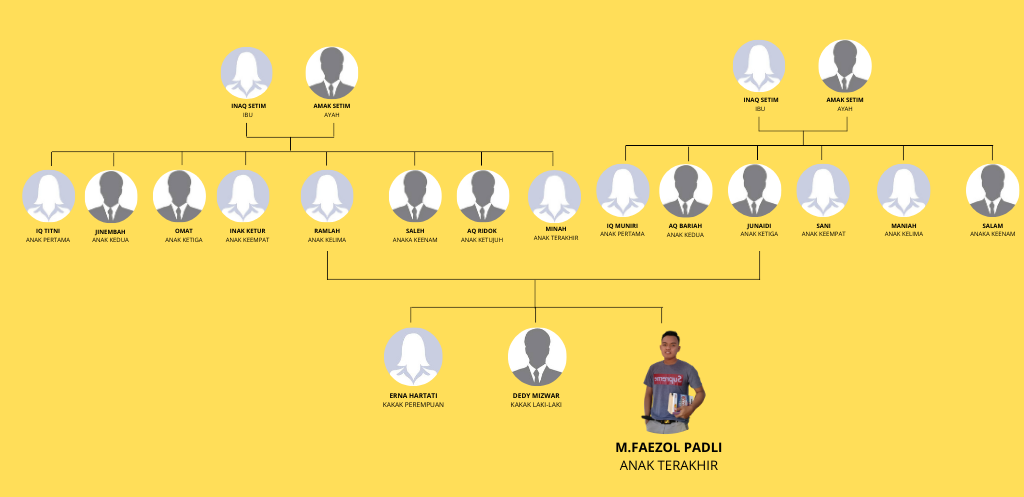 INAQ SETIM
IBU
AMAK SETIM
AYAH
INAQ SETIM
IBU
AMAK SETIM
AYAH
IQ TITNI
ANAK PERTAMA
JINEMBAH
ANAK KEDUA
OMAT
ANAK KETIGA
INAK KETUR
ANAK KEEMPAT
RAMLAH
ANAK KELIMA
SALEH
ANAKA KEENAM
AQ RIDOK
ANAK KETUJUH
MINAH
ANAK TERAKHIR
IQ MUNIRI
ANAK PERTAMA
AQ BARIAH
ANAK KEDUA
JUNAIDI
ANAK KETIGA
SANI
ANAK KEEMPAT
MANIAH
ANAK KELIMA
SALAM
ANAKA KEENAM
ERNA HARTATI
KAKAK PEREMPUAN
DEDY MIZWAR
KAKAK LAKI-LAKI
M.FAEZOL PADLI
ANAK TERAKHIR